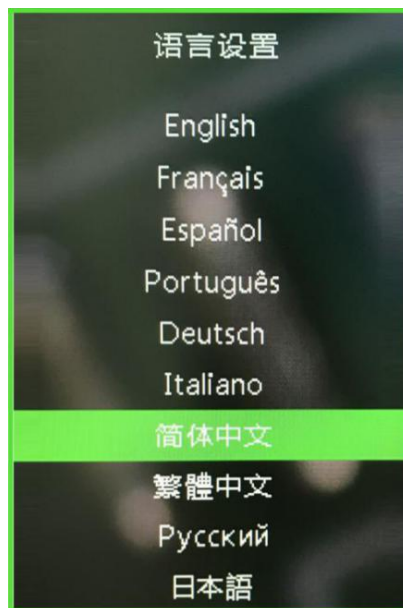 语言设置
English
Français
Español
Português
Deutsch
Italiano
简体中文
繁體中文
Русский
日本語